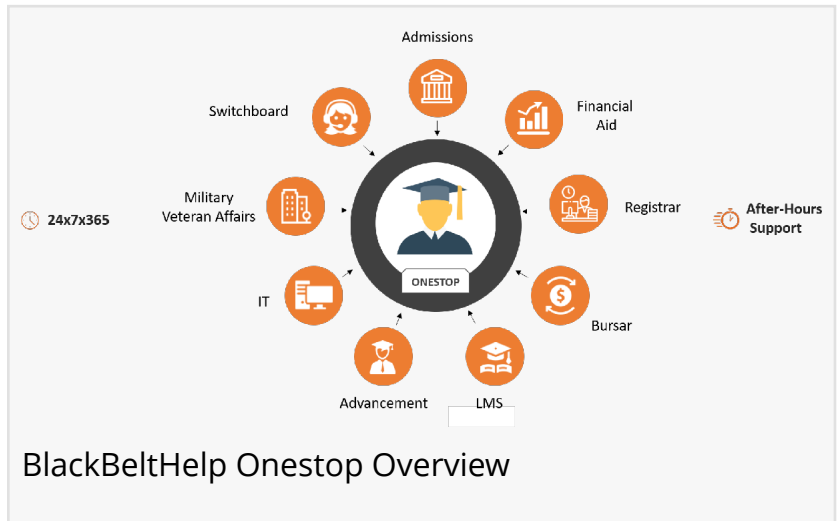 Admissions
Switchboard
Financial
Aid
Military
Veteran Affairs
Registrar
24x7x365
After-Hours
Support
ONESTOP
IT
Bursar
Advancement
LMS
BlackBeltHelp Onestop Overview